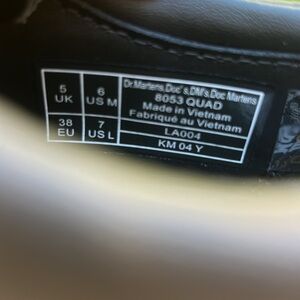 5 UK
6 US M
38 EU
7 US L
Dr.Martens,Doc's,DM's,Doc Martens
8053 QUAD
Made in Vietnam
Fabriqué au Vietnam
LA004
KM 04 Y